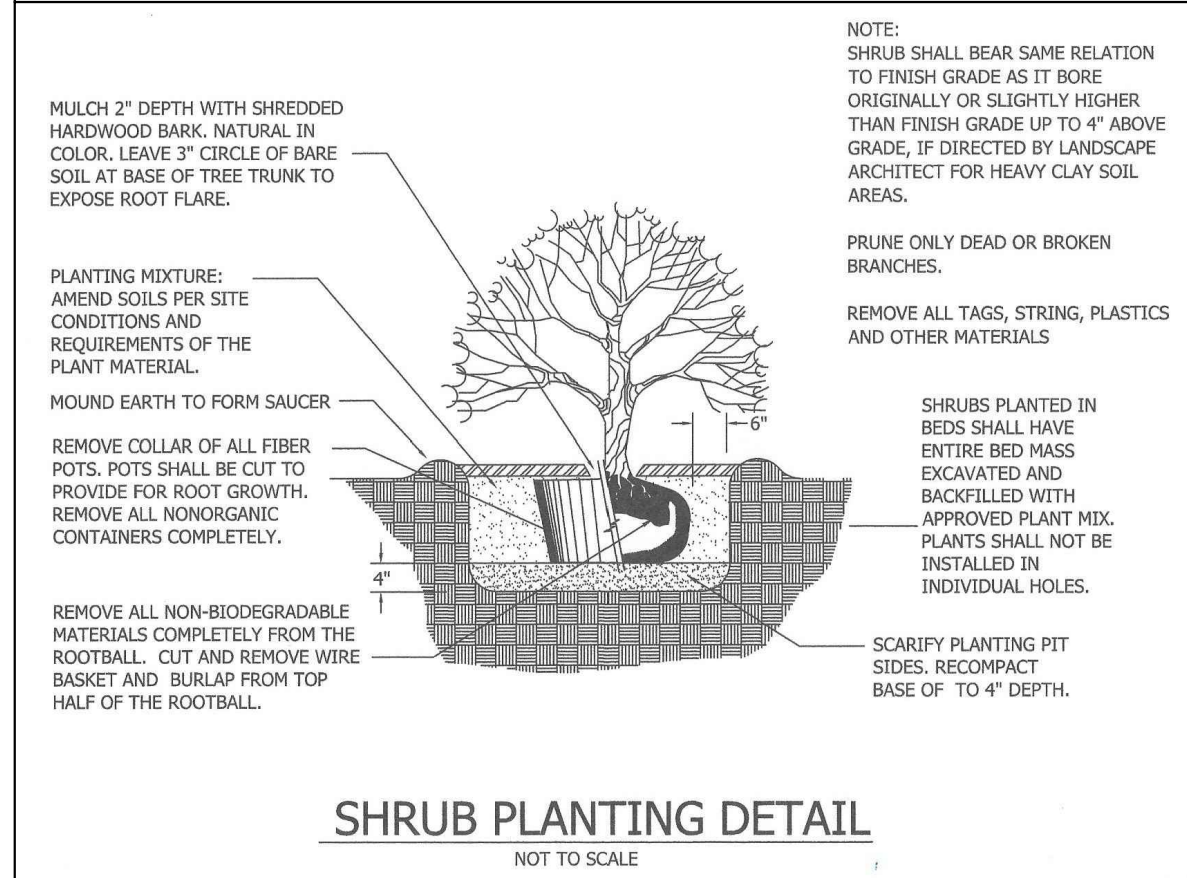 MULCH 2" DEPTH WITH SHREDDED
HARDWOOD BARK. NATURAL IN
COLOR. LEAVE 3" CIRCLE OF BARE
SOIL AT BASE OF TREE TRUNK TO
EXPOSE ROOT FLARE.
PLANTING MIXTURE:
AMEND SOILS PER SITE
CONDITIONS AND
REQUIREMENTS OF THE
PLANT MATERIAL.
MOUND EARTH TO FORM SAUCER
REMOVE COLLAR OF ALL FIBER
POTS. POTS SHALL BE CUT TO
PROVIDE FOR ROOT GROWTH.
REMOVE ALL NONORGANIC
CONTAINERS COMPLETELY.
4"
REMOVE ALL NON-BIODEGRADABLE
MATERIALS COMPLETELY FROM THE
ROOTBALL. CUT AND REMOVE WIRE
BASKET AND BURLAP FROM TOP
HALF OF THE ROOTBALL.
NOTE:
SHRUB SHALL BEAR SAME RELATION
TO FINISH GRADE AS IT BORE
ORIGINALLY OR SLIGHTLY HIGHER
THAN FINISH GRADE UP TO 4" ABOVE
GRADE, IF DIRECTED BY LANDSCAPE
ARCHITECT FOR HEAVY CLAY SOIL
AREAS.
PRUNE ONLY DEAD OR BROKEN
BRANCHES.
REMOVE ALL TAGS, STRING, PLASTICS
AND OTHER MATERIALS
6"
SHRUBS PLANTED IN
BEDS SHALL HAVE
ENTIRE BED MASS
EXCAVATED AND
BACKFILLED WITH
APPROVED PLANT MIX.
PLANTS SHALL NOT BE
INSTALLED IN
INDIVIDUAL HOLES.
SCARIFY PLANTING PIT
SIDES. RECOMPACT
BASE OF TO 4" DEPTH.
SHRUB PLANTING DETAIL
NOT TO SCALE